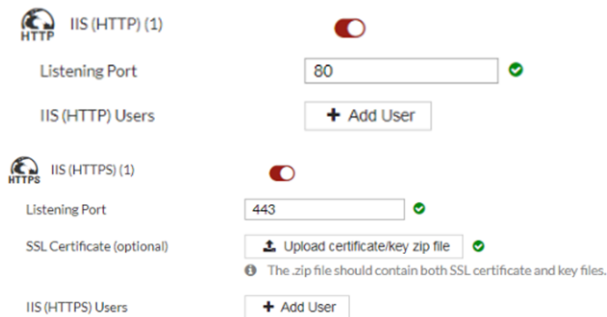 HTTP
IIS (HTTP) (1)
Listening Port
80
IIS (HTTP) Users
+ Add User
HTTPS
IIS (HTTPS) (1)
Listening Port
443
SSL Certificate (optional)
Upload certificate/key zip file
The .zip file should contain both SSL certificate and key files.
IIS (HTTPS) Users
+ Add User